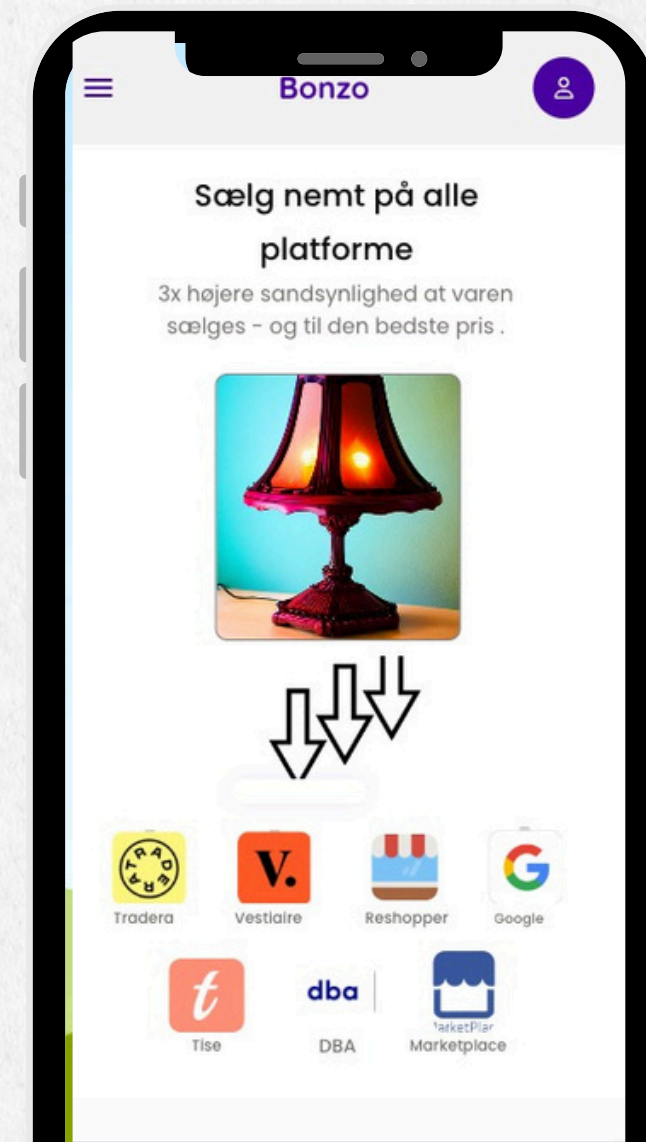 Bonzo
Sælg nemt på alle
platforme
3x højere sandsynlighed at varen
sælges - og til den bedste pris .
TRADERA
V.
G
Tradera
Vestiaire
Reshopper
Google
t
dba
MarketPlac
Tise
DBA
Marketplace